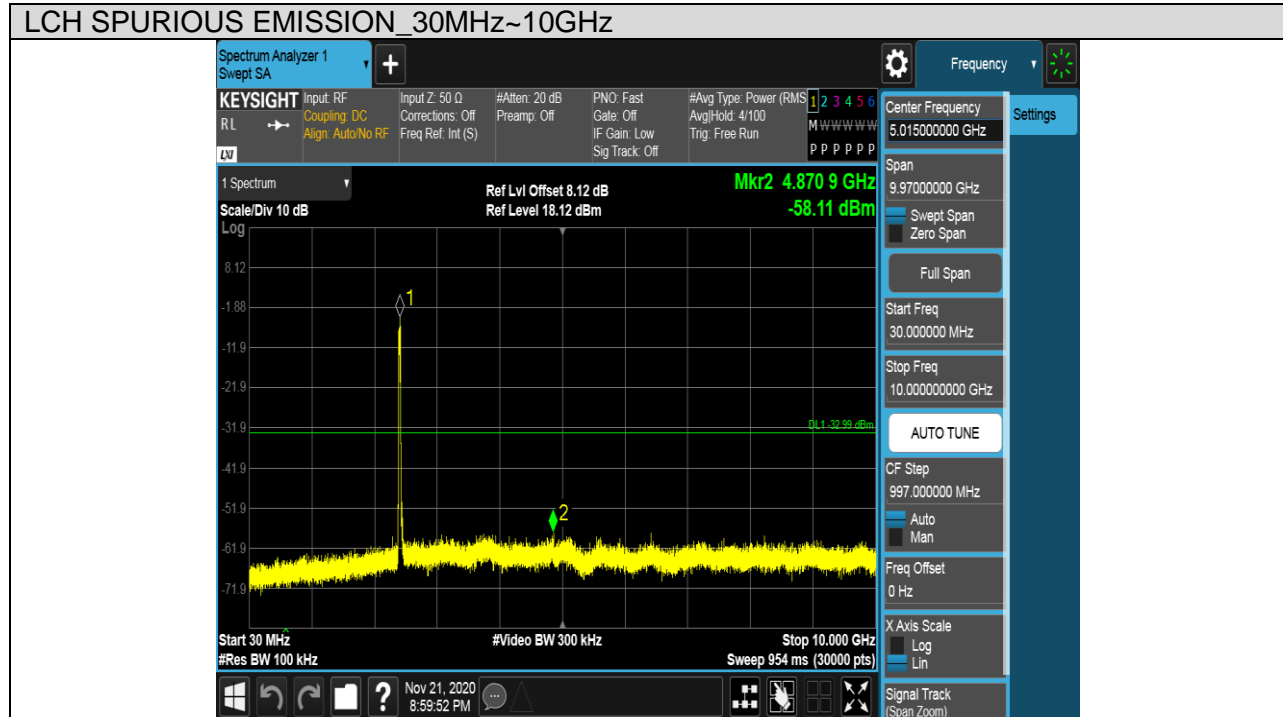 LCH SPURIOUS EMISSION_30MHz~10GHz
Spectrum Analyzer 1
Swept SA
+
Frequency
KEYSIGHT
RL
LXI
Input: RF
Coupling: DC
Align: Auto/No RF
Input Z: 50 Ω
Corrections: Off
Freq Ref: Int (S)
#Atten: 20 dB
Preamp: Off
PNO: Fast
Gate: Off
IF Gain: Low
Sig Track: Off
#Avg Type: Power (RMS
Avg|Hold: 4/100
Trig: Free Run
1 2 3 4 5 6
M W W W W W
P P P P P P
1 Spectrum
Scale/Div 10 dB
Ref Lvl Offset 8.12 dB
Ref Level 18.12 dBm
Mkr2 4.870 9 GHz
-58.11 dBm
Log
8.12
-1.88
-11.9
-21.9
-31.9
-41.9
-51.9
-61.9
-71.9
1
2
DL1 -32.99 dBm
Start 30 MHz
#Res BW 100 kHz
#Video BW 300 kHz
Stop 10.000 GHz
Sweep 954 ms (30000 pts)
Center Frequency
5.015000000 GHz
Settings
Span
9.97000000 GHz
Swept Span
Zero Span
Full Span
Start Freq
30.000000 MHz
Stop Freq
10.000000000 GHz
AUTO TUNE
CF Step
997.000000 MHz
Auto
Man
Freq Offset
0 Hz
X Axis Scale
Log
Lin
Signal Track
(Span Zoom)
?
Nov 21, 2020
8:59:52 PM